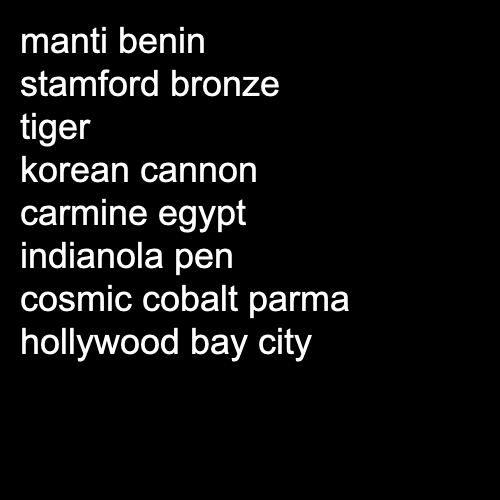 manti benin
stamford bronze
tiger
korean cannon
carmine egypt
indianola pen
cosmic cobalt parma
hollywood bay city